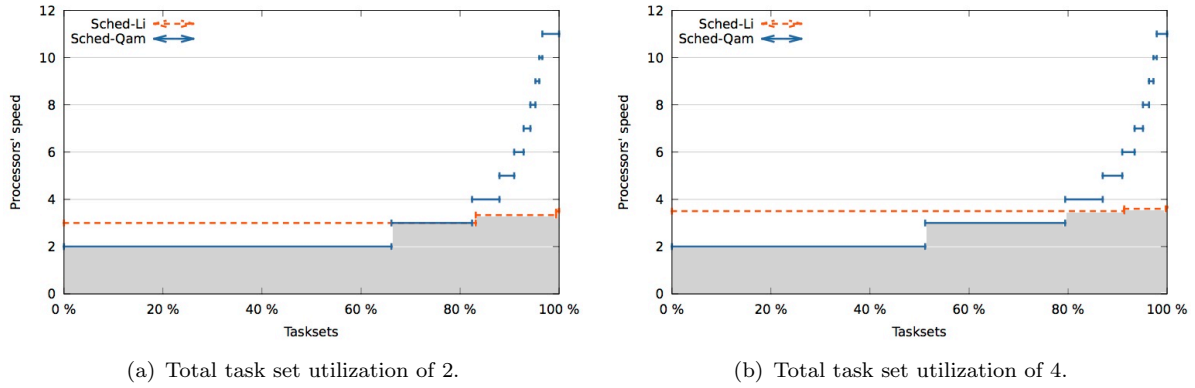 12
10
8
6
4
2
0
Processors' speed
Sched-Li
Sched-Qam
0 %
20 %
40 %
60 %
80 %
100 %
Tasksets
(a) Total task set utilization of 2.
12
10
8
6
4
2
0
Processors' speed
Sched-Li
Sched-Qam
0 %
20 %
40 %
60 %
80 %
100 %
Tasksets
(b) Total task set utilization of 4.